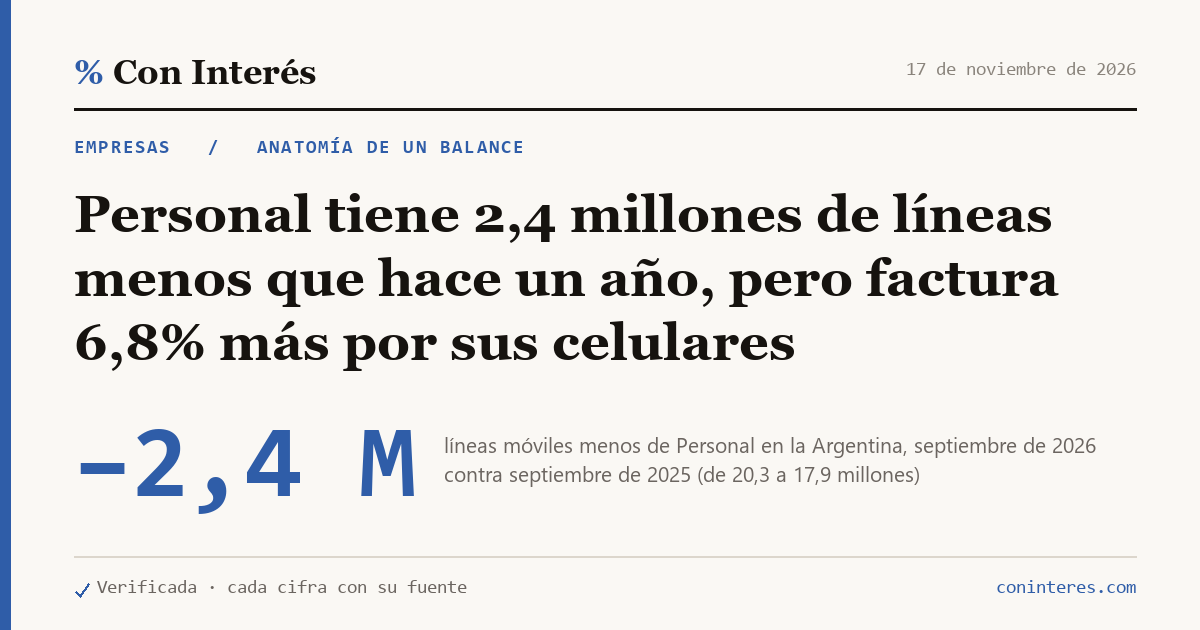 % Con Interés
17 de noviembre de 2026
EMPRESAS / ANATOMÍA DE UN BALANCE
Personal tiene 2,4 millones de líneas
menos que hace un año, pero factura
6,8% más por sus celulares
−2,4 M
líneas móviles menos de Personal en la Argentina, septiembre de 2026
contra septiembre de 2025 (de 20,3 a 17,9 millones)
✓ Verificada · cada cifra con su fuente
coninteres.com